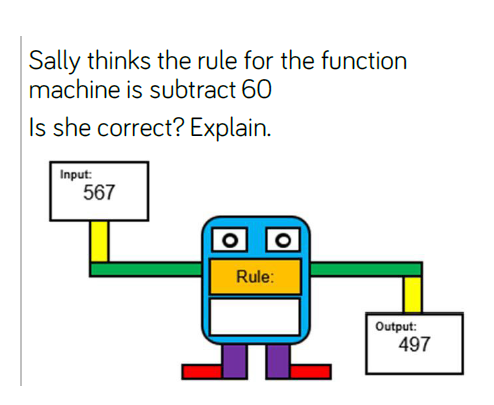 Sally thinks the rule for the function
machine is subtract 60
Is she correct? Explain.
Input:
567
Rule:
Output:
497